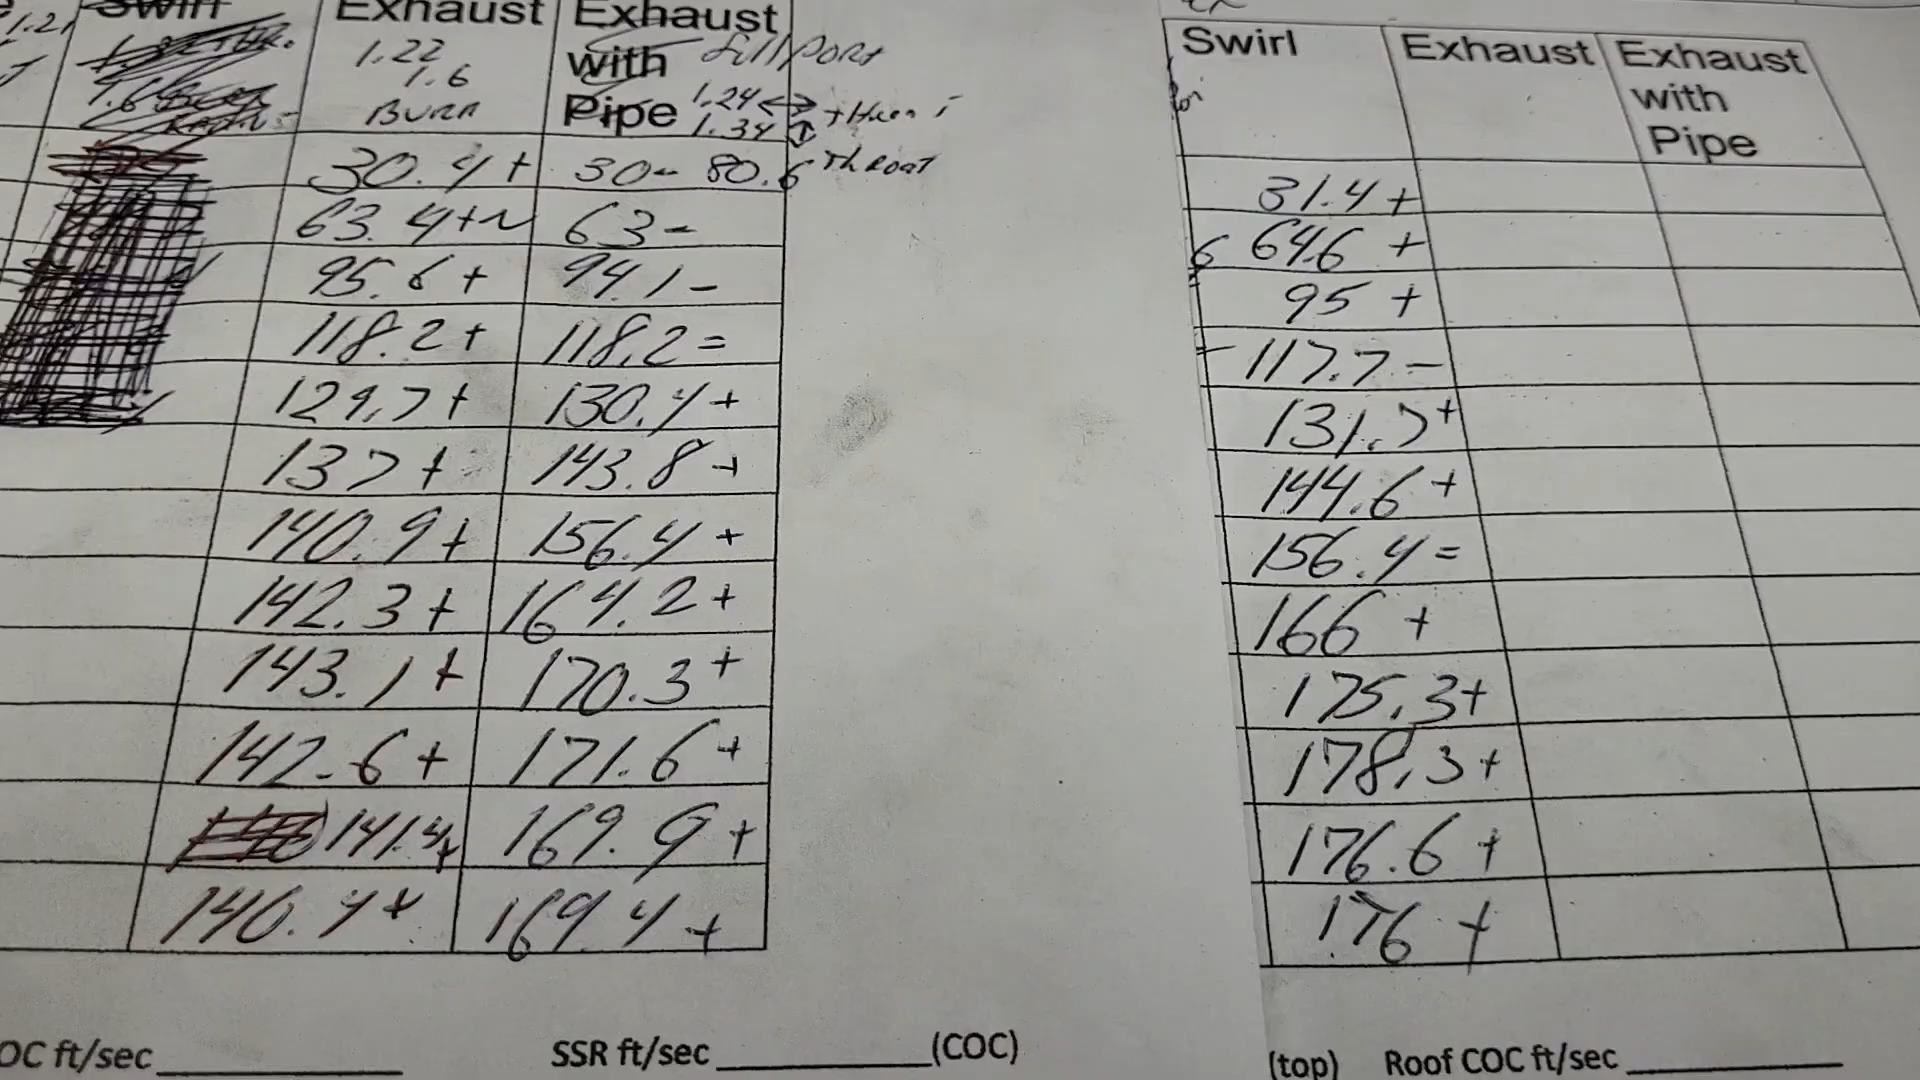 1.21 Swirl Exhaust Exhaust
with
Pipe
1.22
1.6
BURR
fill PORt
1.24 ↔
1.34 ↕
Throat
30.4 + 30 - 80.6
63.4 +~ 63 -
95.6 + 94.1 -
118.2 + 118.2 =
129.7 + 130.4 +
137 + 143.8 +
140.9 + 156.4 +
142.3 + 164.2 +
143.1 + 170.3 +
142.6 + 171.6 +
141.4 + 169.9 +
140.4 + 169.4 +
OC ft/sec SSR ft/sec (COC)
Swirl Exhaust Exhaust
with
Pipe
31.4 +
64.6 +
95 +
117.7 -
131.7 +
144.6 +
156.4 =
166 +
175.3 +
178.3 +
176.6 +
176 +
(top) Roof COC ft/sec